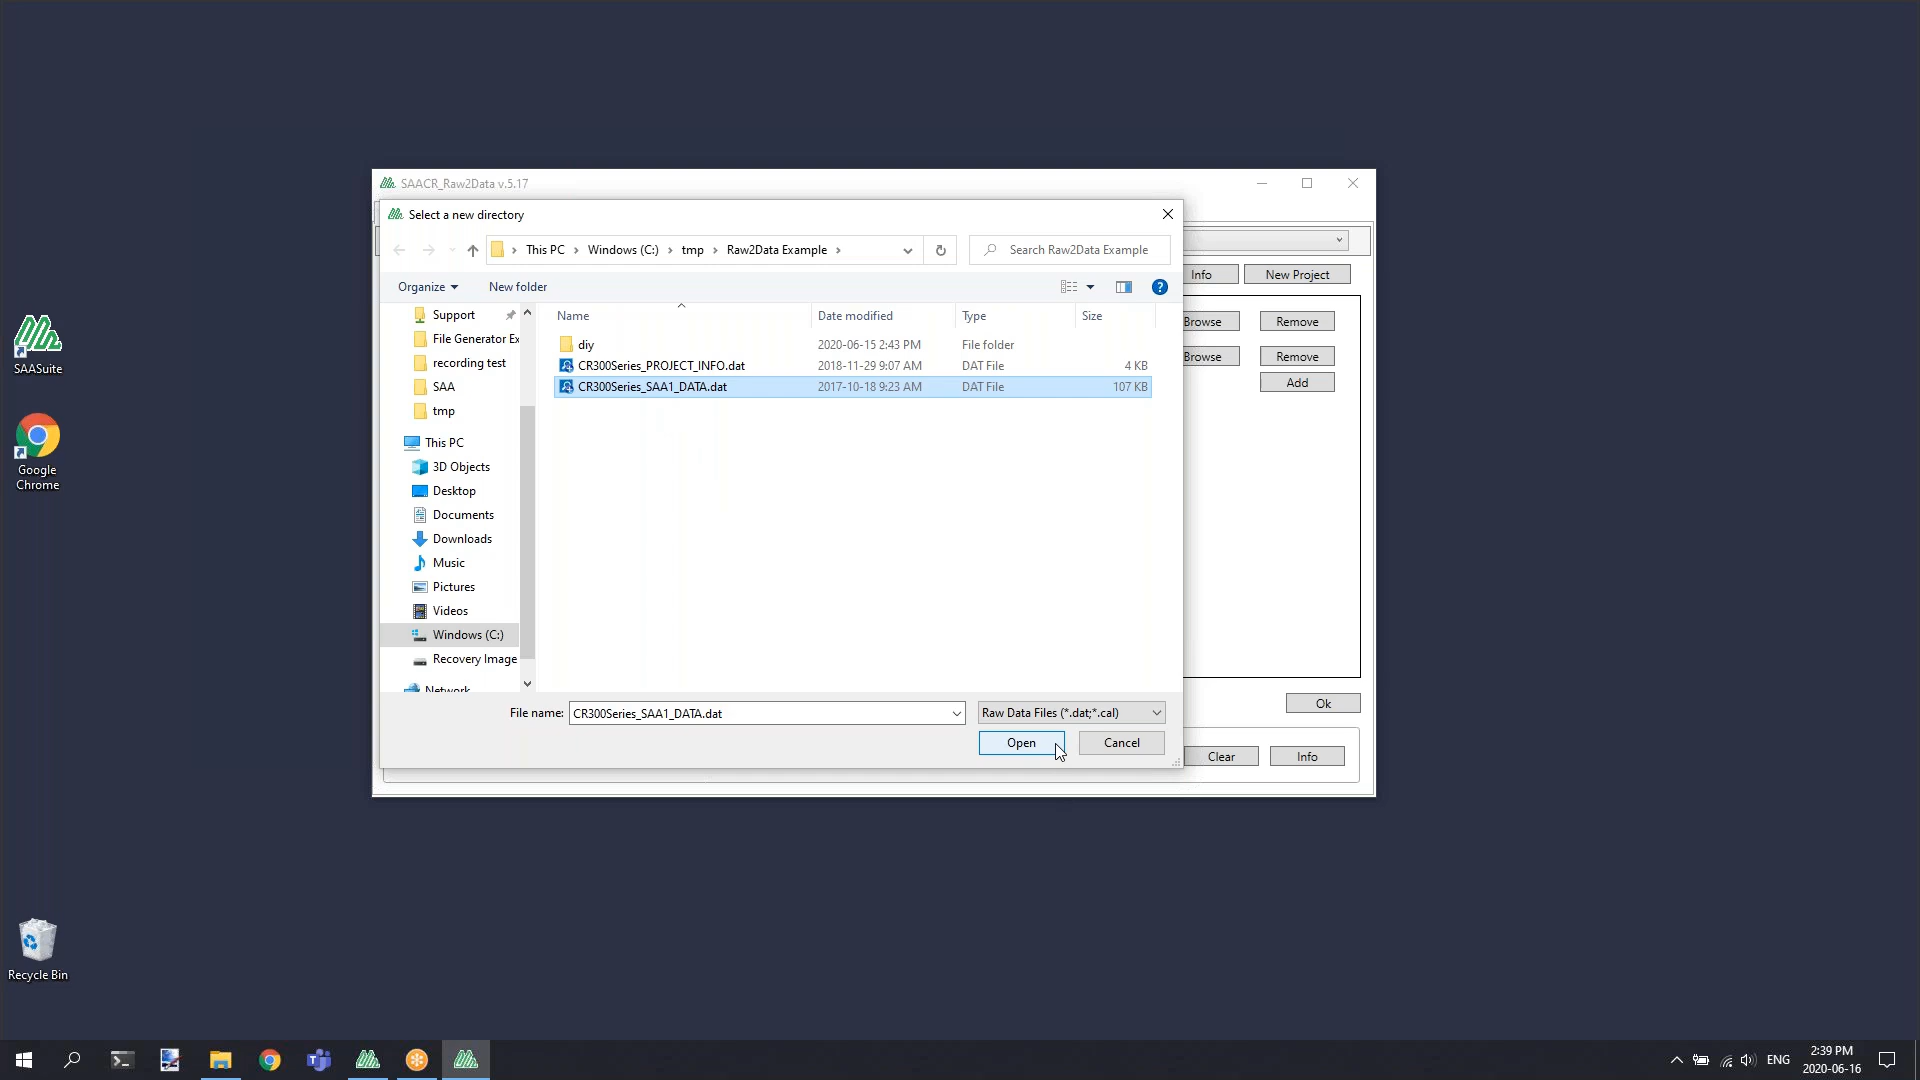 SAASuite
Google
Chrome
Recycle Bin
SAACR_Raw2Data v.5.17
Select a new directory
This PC
Windows (C:)
tmp
Raw2Data Example
Search Raw2Data Example
Organize
New folder
Support
File Generator Ex
recording test
SAA
tmp
This PC
3D Objects
Desktop
Documents
Downloads
Music
Pictures
Videos
Windows (C:)
Recovery Image
Network
Name Date modified Type Size
diy 2020-06-15 2:43 PM File folder
CR300Series_PROJECT_INFO.dat 2018-11-29 9:07 AM DAT File 4 KB
CR300Series_SAA1_DATA.dat 2017-10-18 9:23 AM DAT File 107 KB
File name: CR300Series_SAA1_DATA.dat Raw Data Files (*.dat;*.cal)
Open Cancel
Info New Project
Browse Remove
Browse Remove
Add
Ok
Clear Info
ENG
2:39 PM
2020-06-16